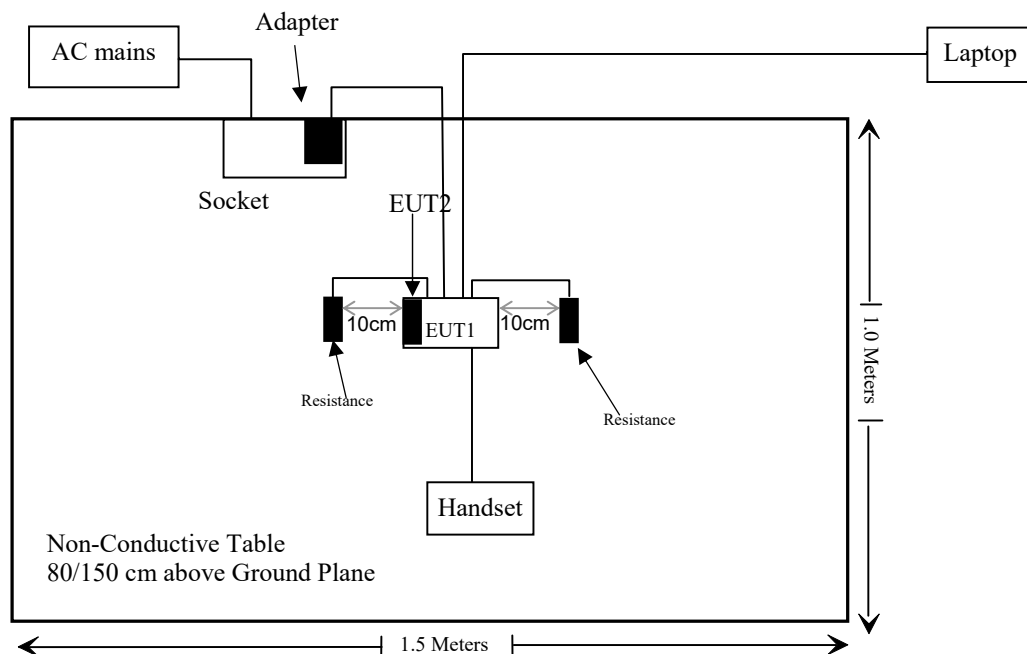 Adapter
AC mains
Laptop
Socket
EUT2
10cm
EUT1
10cm
Resistance
Resistance
1.0 Meters
Handset
Non-Conductive Table
80/150 cm above Ground Plane
1.5 Meters